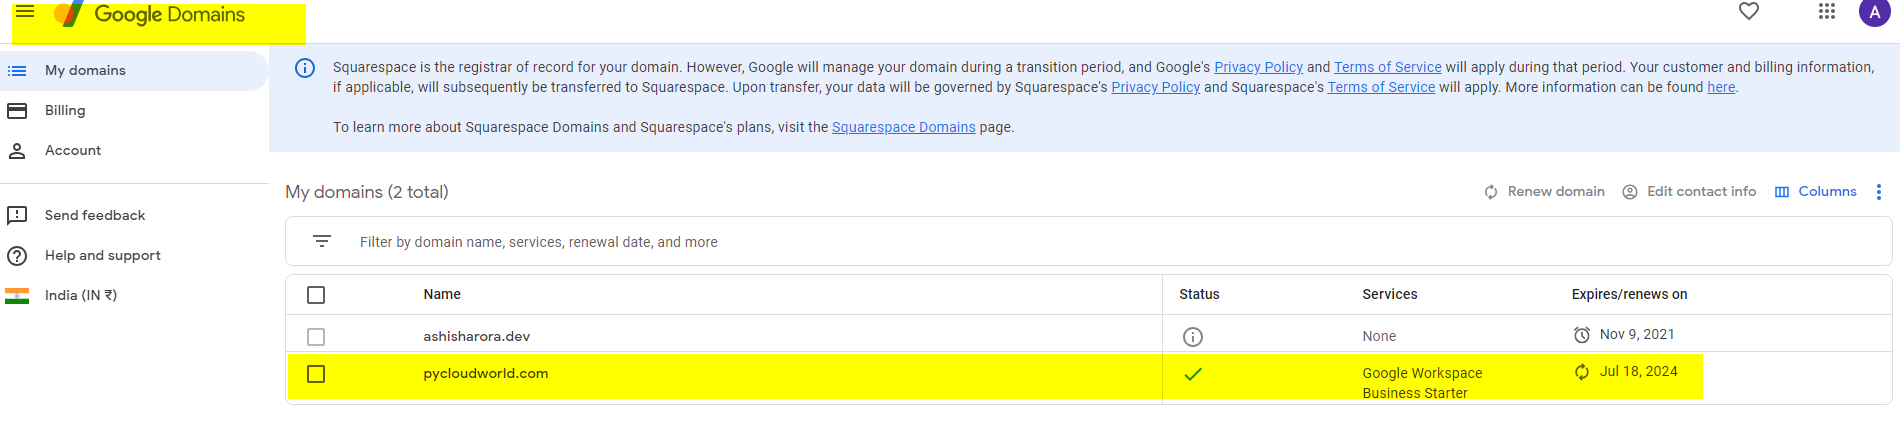 Google Domains
A
My domains
Billing
Account
Send feedback
Help and support
India (IN ₹)
Squarespace is the registrar of record for your domain. However, Google will manage your domain during a transition period, and Google's Privacy Policy and Terms of Service will apply during that period. Your customer and billing information,
if applicable, will subsequently be transferred to Squarespace. Upon transfer, your data will be governed by Squarespace's Privacy Policy and Squarespace's Terms of Service will apply. More information can be found here.
To learn more about Squarespace Domains and Squarespace's plans, visit the Squarespace Domains page.
My domains (2 total)
Renew domain Edit contact info Columns
Filter by domain name, services, renewal date, and more
Name Status Services Expires/renews on
ashisharora.dev None Nov 9, 2021
pycloudworld.com Google Workspace Jul 18, 2024
Business Starter